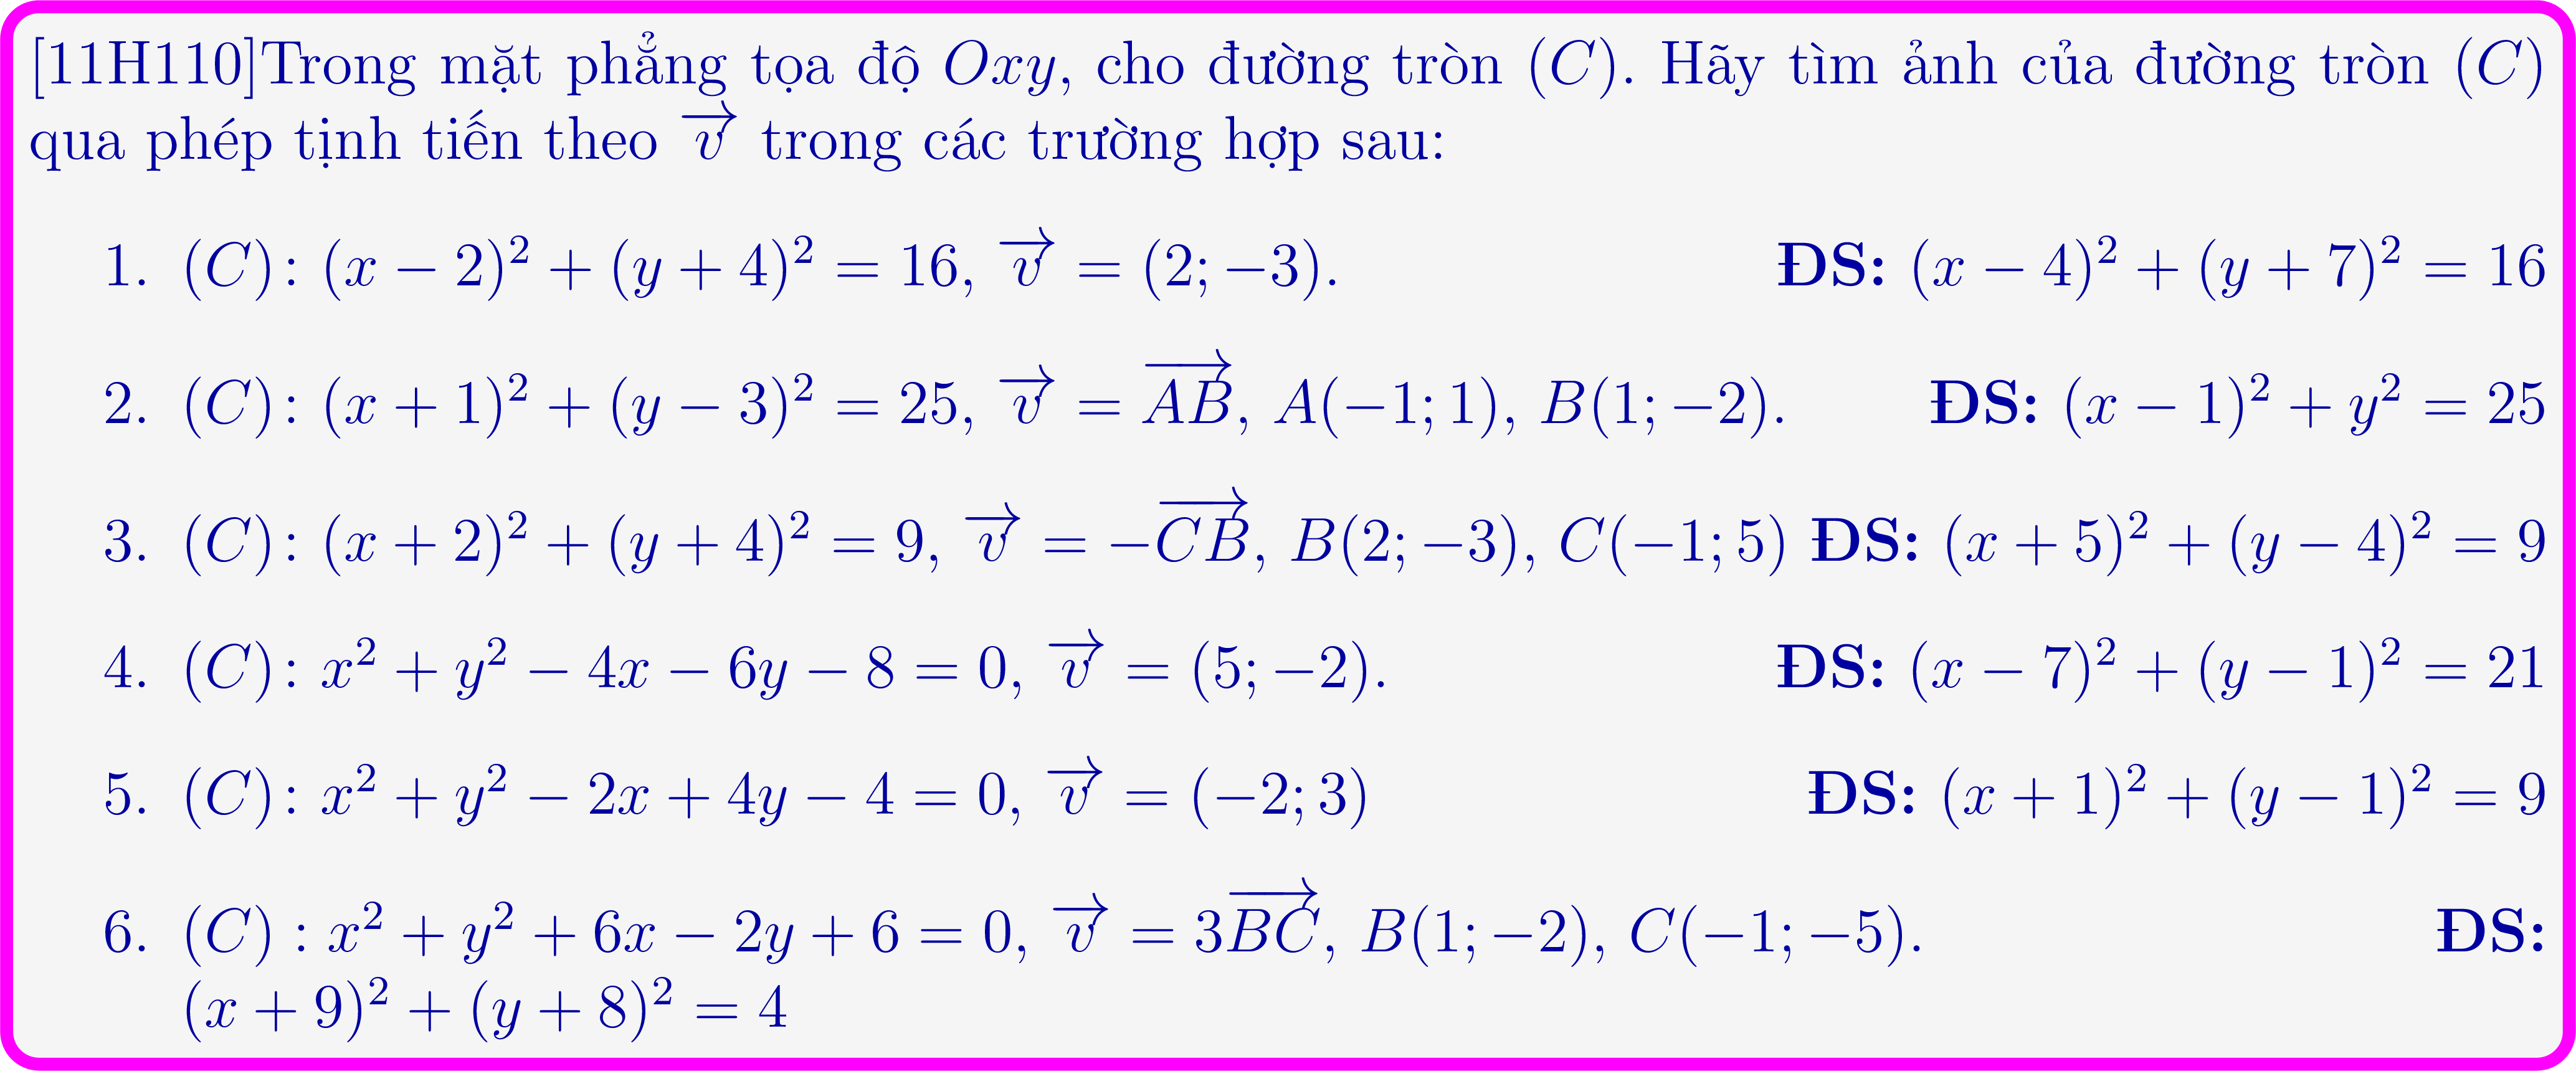 [11H110]Trong mặt phẳng tọa độ $Oxy$, cho đường tròn $(C)$. Hãy tìm ảnh của đường tròn $(C)$
qua phép tịnh tiến theo $\overrightarrow{v}$ trong các trường hợp sau:
1. $(C)\colon (x-2)^2+(y+4)^2=16$, $\overrightarrow{v}=(2;-3)$. ĐS: $(x-4)^2+(y+7)^2=16$
2. $(C)\colon (x+1)^2+(y-3)^2=25$, $\overrightarrow{v}=\overrightarrow{AB}$, $A(-1;1)$, $B(1;-2)$. ĐS: $(x-1)^2+y^2=25$
3. $(C)\colon (x+2)^2+(y+4)^2=9$, $\overrightarrow{v}=-\overrightarrow{CB}$, $B(2;-3)$, $C(-1;5)$ ĐS: $(x+5)^2+(y-4)^2=9$
4. $(C)\colon x^2+y^2-4x-6y-8=0$, $\overrightarrow{v}=(5;-2)$. ĐS: $(x-7)^2+(y-1)^2=21$
5. $(C)\colon x^2+y^2-2x+4y-4=0$, $\overrightarrow{v}=(-2;3)$ ĐS: $(x+1)^2+(y-1)^2=9$
6. $(C):x^2+y^2+6x-2y+6=0$, $\overrightarrow{v}=3\overrightarrow{BC}$, $B(1;-2)$, $C(-1;-5)$. ĐS:
$(x+9)^2+(y+8)^2=4$